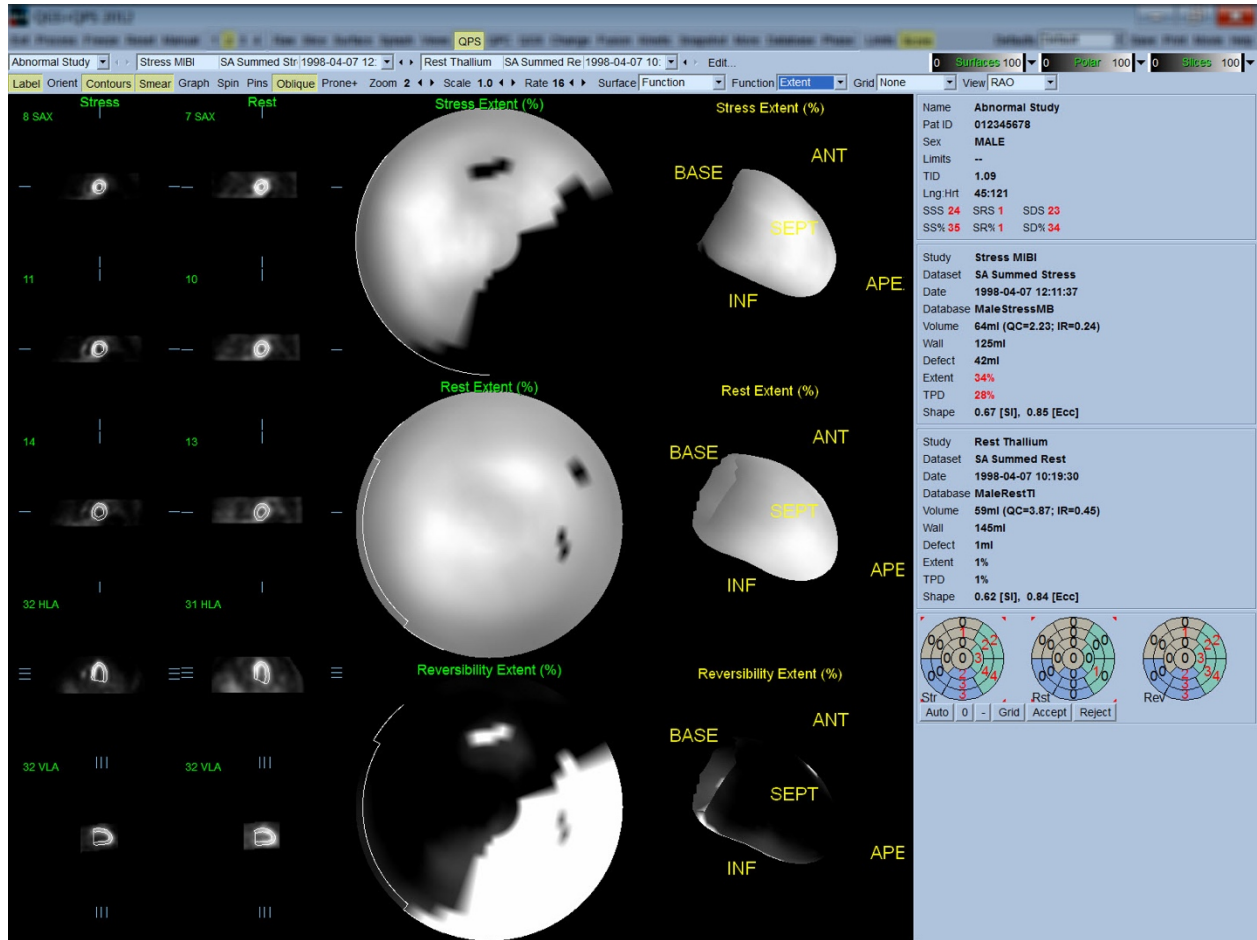 QGS+QPS 2012
QPS
Abnormal Study Stress MIBI SA Summed Str 1998-04-07 12: Rest Thallium SA Summed Re 1998-04-07 10: Edit... 0 Surfaces 100 0 Polar 100 0 Slices 100
Label Orient Contours Smear Graph Spin Pins Oblique Prone+ Zoom 2 Scale 1.0 Rate 16 Surface Function Function Extent Grid None View RAO
Stress Rest
8 SAX 7 SAX
11 10
14 13
32 HLA 31 HLA
32 VLA 32 VLA
Stress Extent (%)
Rest Extent (%)
Reversibility Extent (%)
Stress Extent (%)
ANT
BASE
SEPT
APE.
INF
Rest Extent (%)
ANT
BASE
SEPT
APE
INF
Reversibility Extent (%)
ANT
BASE
SEPT
APE
INF
Name Abnormal Study
Pat ID 012345678
Sex MALE
Limits --
TID 1.09
Lng:Hrt 45:121
SSS 24 SRS 1 SDS 23
SS% 35 SR% 1 SD% 34
Study Stress MIBI
Dataset SA Summed Stress
Date 1998-04-07 12:11:37
Database MaleStressMB
Volume 64ml (QC=2.23; IR=0.24)
Wall 125ml
Defect 42ml
Extent 34%
TPD 28%
Shape 0.67 [SI], 0.85 [Ecc]
Study Rest Thallium
Dataset SA Summed Rest
Date 1998-04-07 10:19:30
Database MaleRestTl
Volume 59ml (QC=3.87; IR=0.45)
Wall 145ml
Defect 1ml
Extent 1%
TPD 1%
Shape 0.62 [SI], 0.84 [Ecc]
Str Rst Rev
Auto 0 - Grid Accept Reject